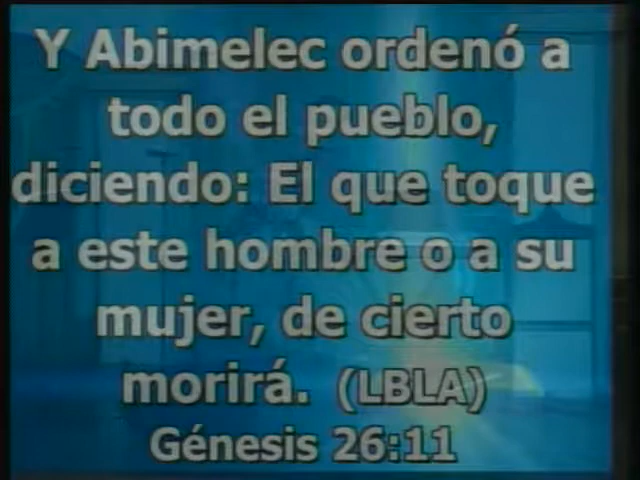 Y Abimelec ordenó a
todo el pueblo,
diciendo: El que toque
a este hombre o a su
mujer, de cierto
morirá. (LBLA)
Génesis 26:11